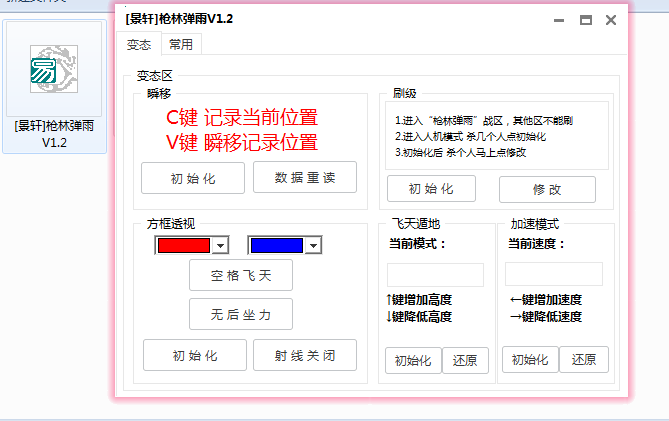 [景轩]枪林弹雨V1.2
[景轩]枪林弹雨
V1.2
变态
常用
变态区
瞬移
C键 记录当前位置
V键 瞬移记录位置
初始化
数据重读
刷级
1.进入“枪林弹雨”战区，其他区不能刷
2.进入人机模式 杀几个人点初始化
3.初始化后 杀个人马上点修改
初始化
修改
方框透视
空格飞天
无后坐力
初始化
射线关闭
飞天遁地
当前模式：
↑键增加高度
↓键降低高度
初始化
还原
加速模式
当前速度：
←键增加速度
→键降低速度
初始化
还原